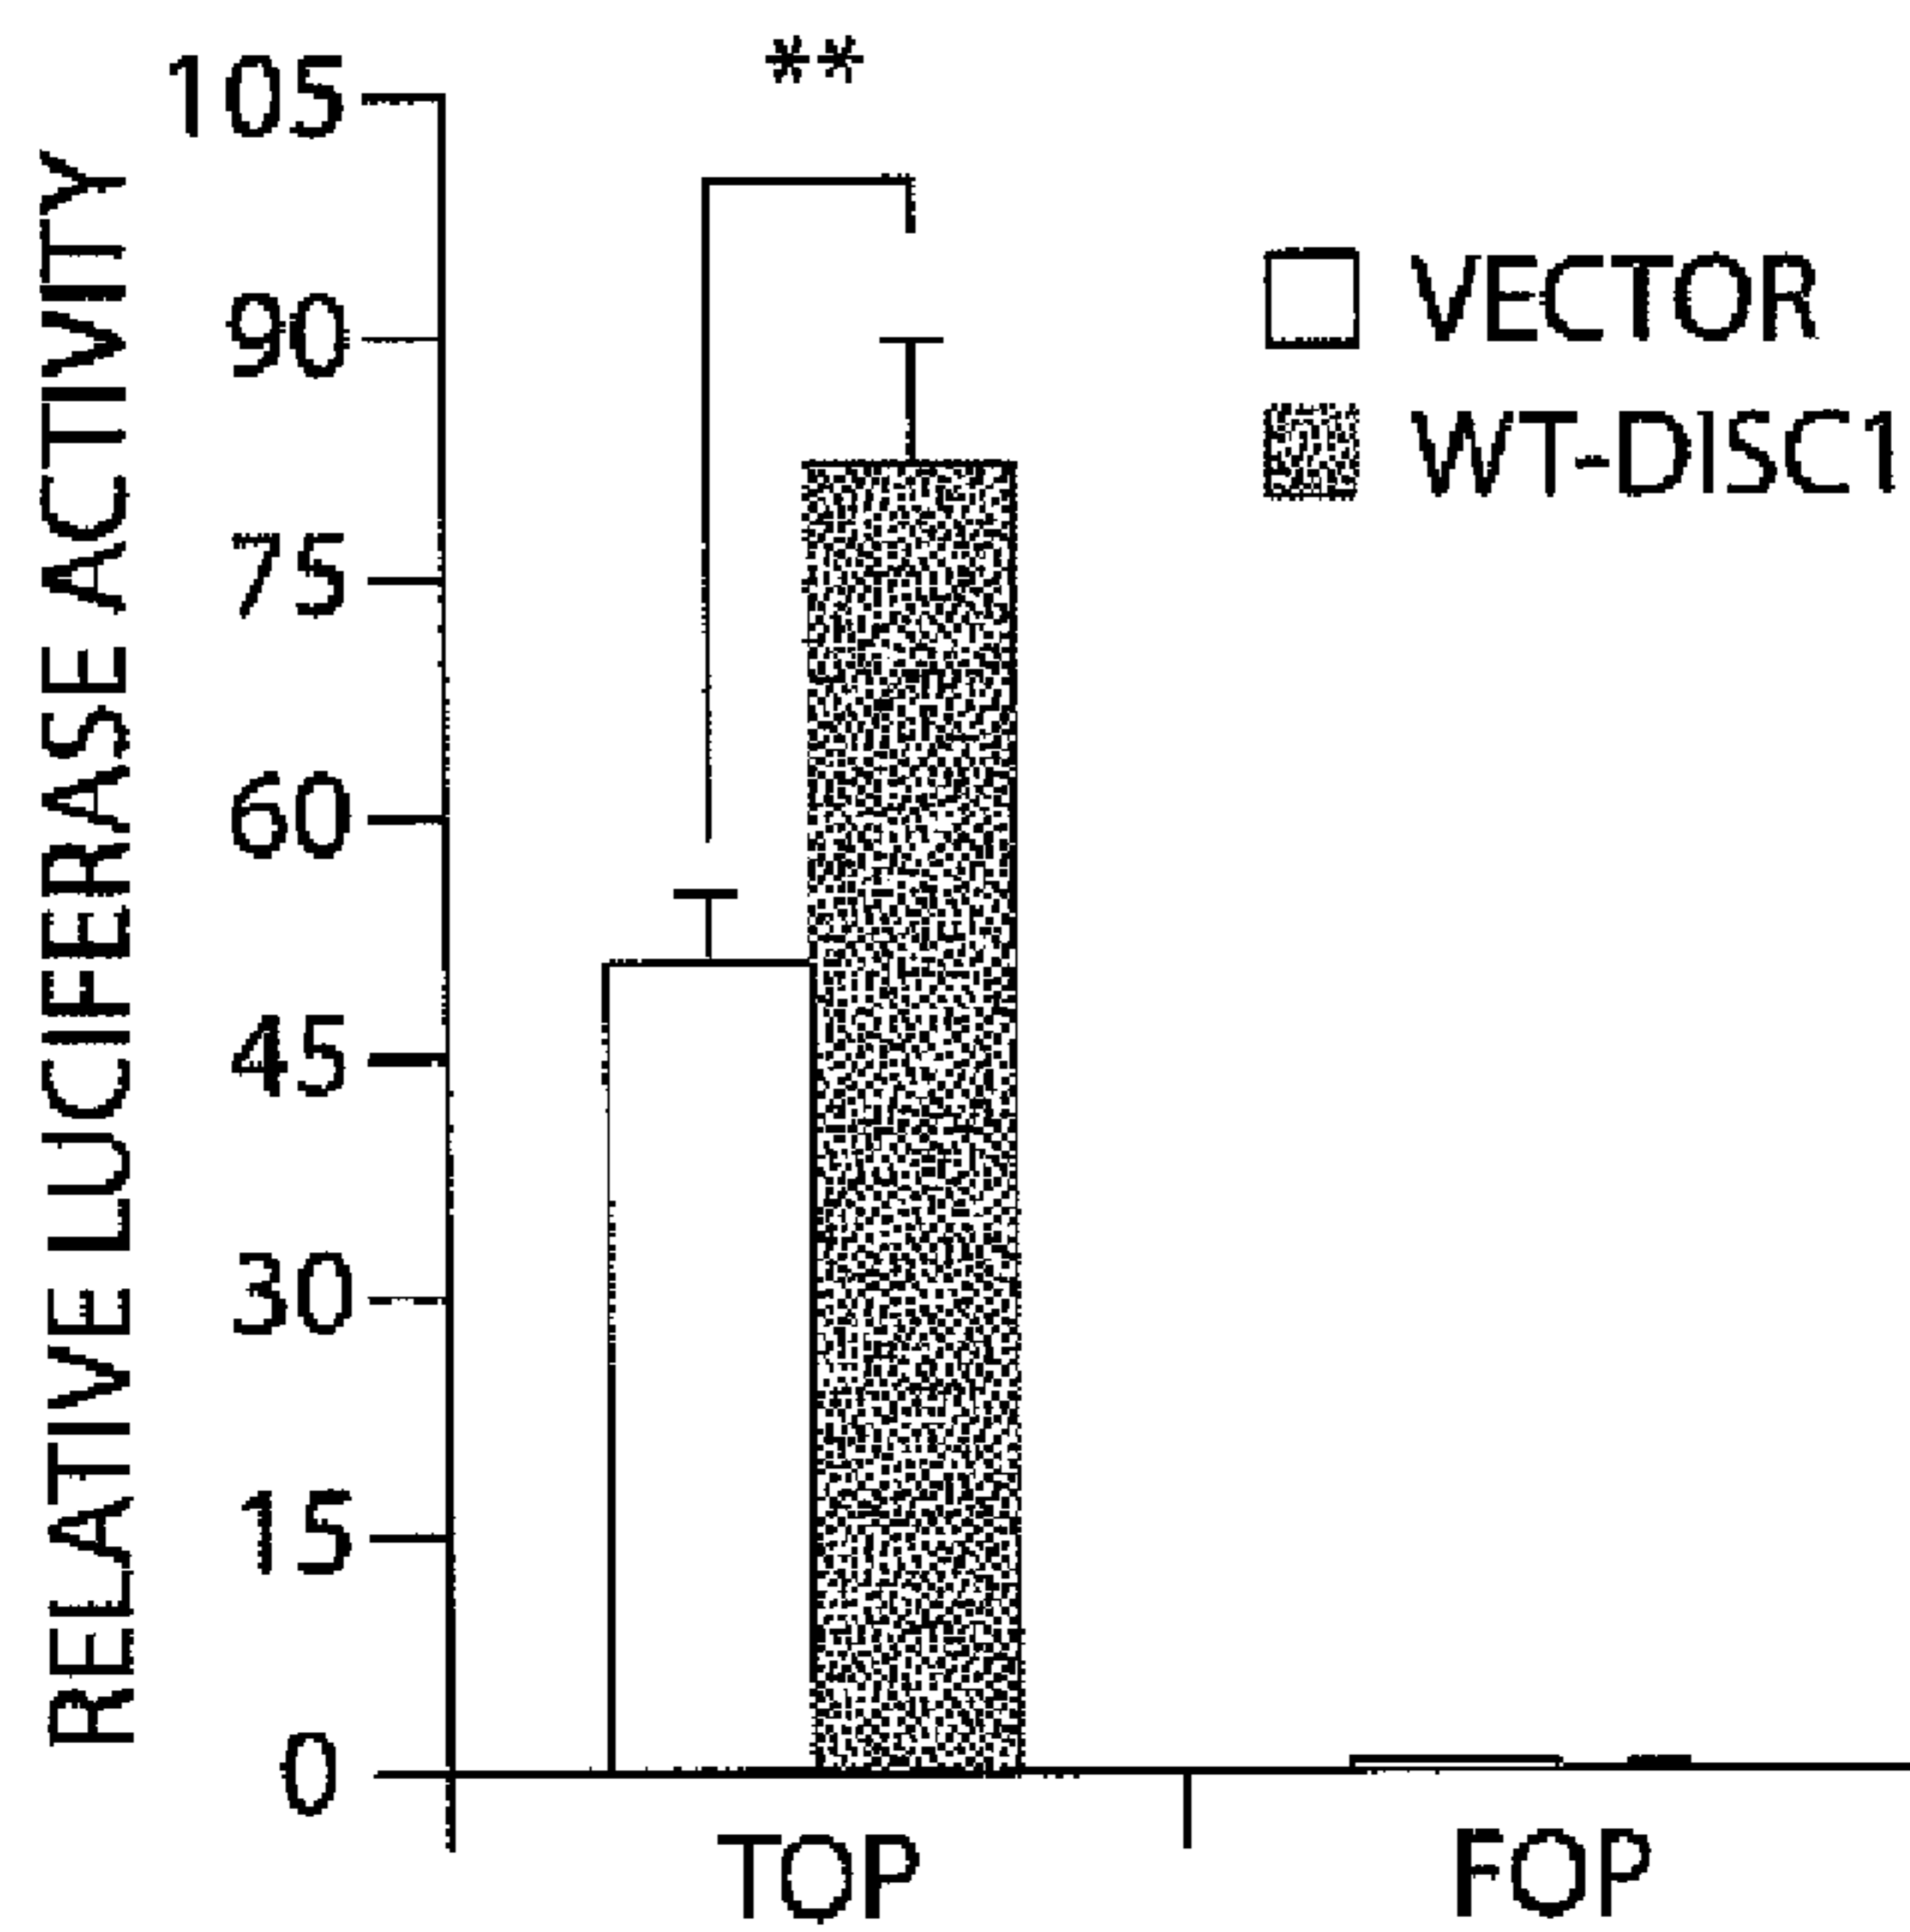 **
105
90
75
60
45
30
15
0
RELATIVE LUCIFERASE ACTIVITY
VECTOR
WT-DISC1
TOP
FOP